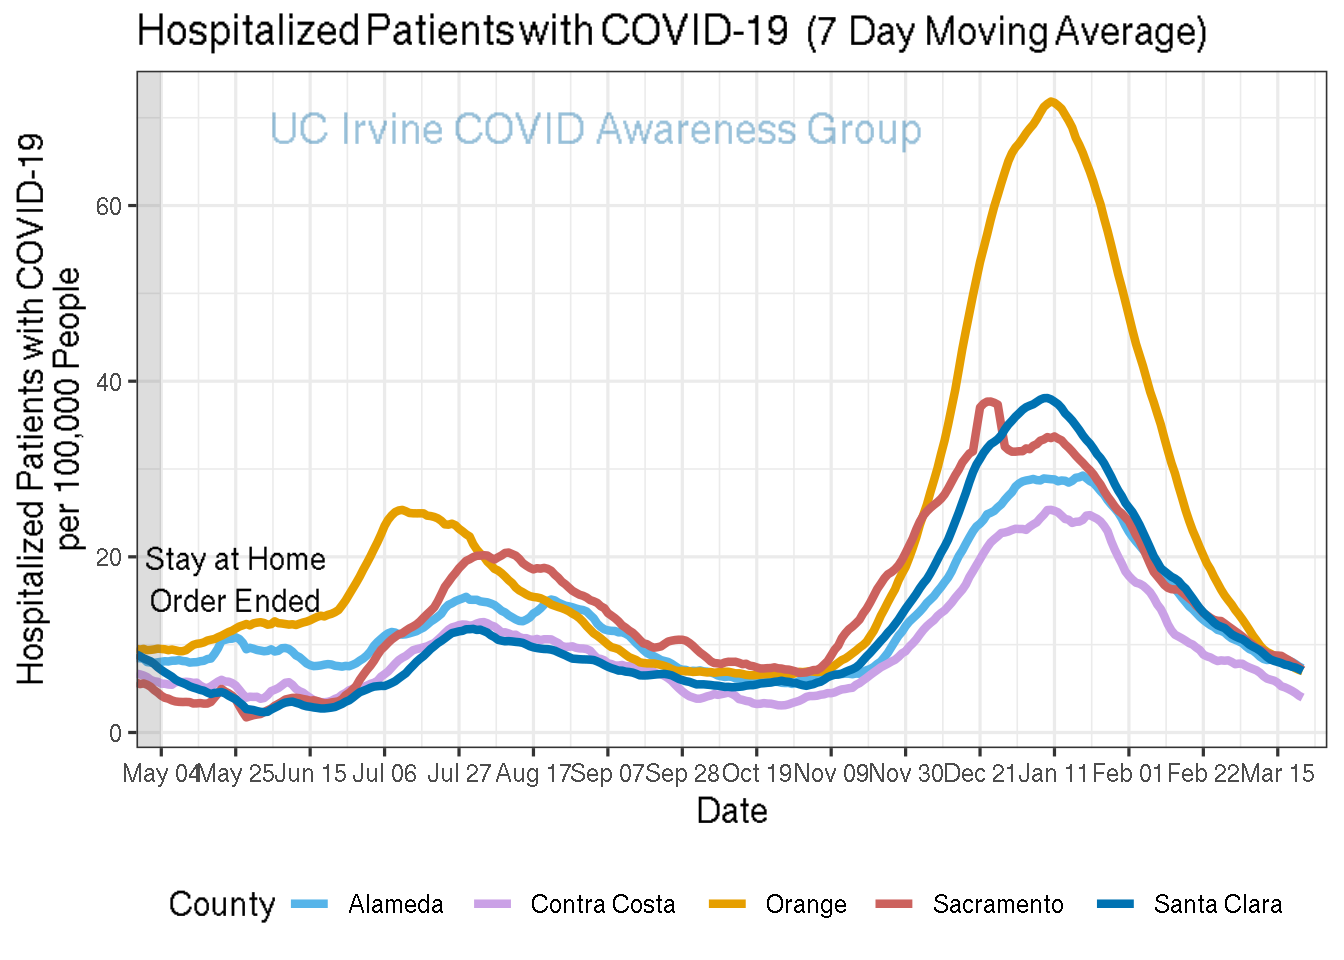 Hospitalized Patients with COVID-19 (7 Day Moving Average)
UC Irvine COVID Awareness Group
Hospitalized Patients with COVID-19
per 100,000 People
60
40
20
0
Stay at Home
Order Ended
May 04 May 25 Jun 15 Jul 06 Jul 27 Aug 17 Sep 07 Sep 28 Oct 19 Nov 09 Nov 30 Dec 21 Jan 11 Feb 01 Feb 22 Mar 15
Date
County Alameda Contra Costa Orange Sacramento Santa Clara